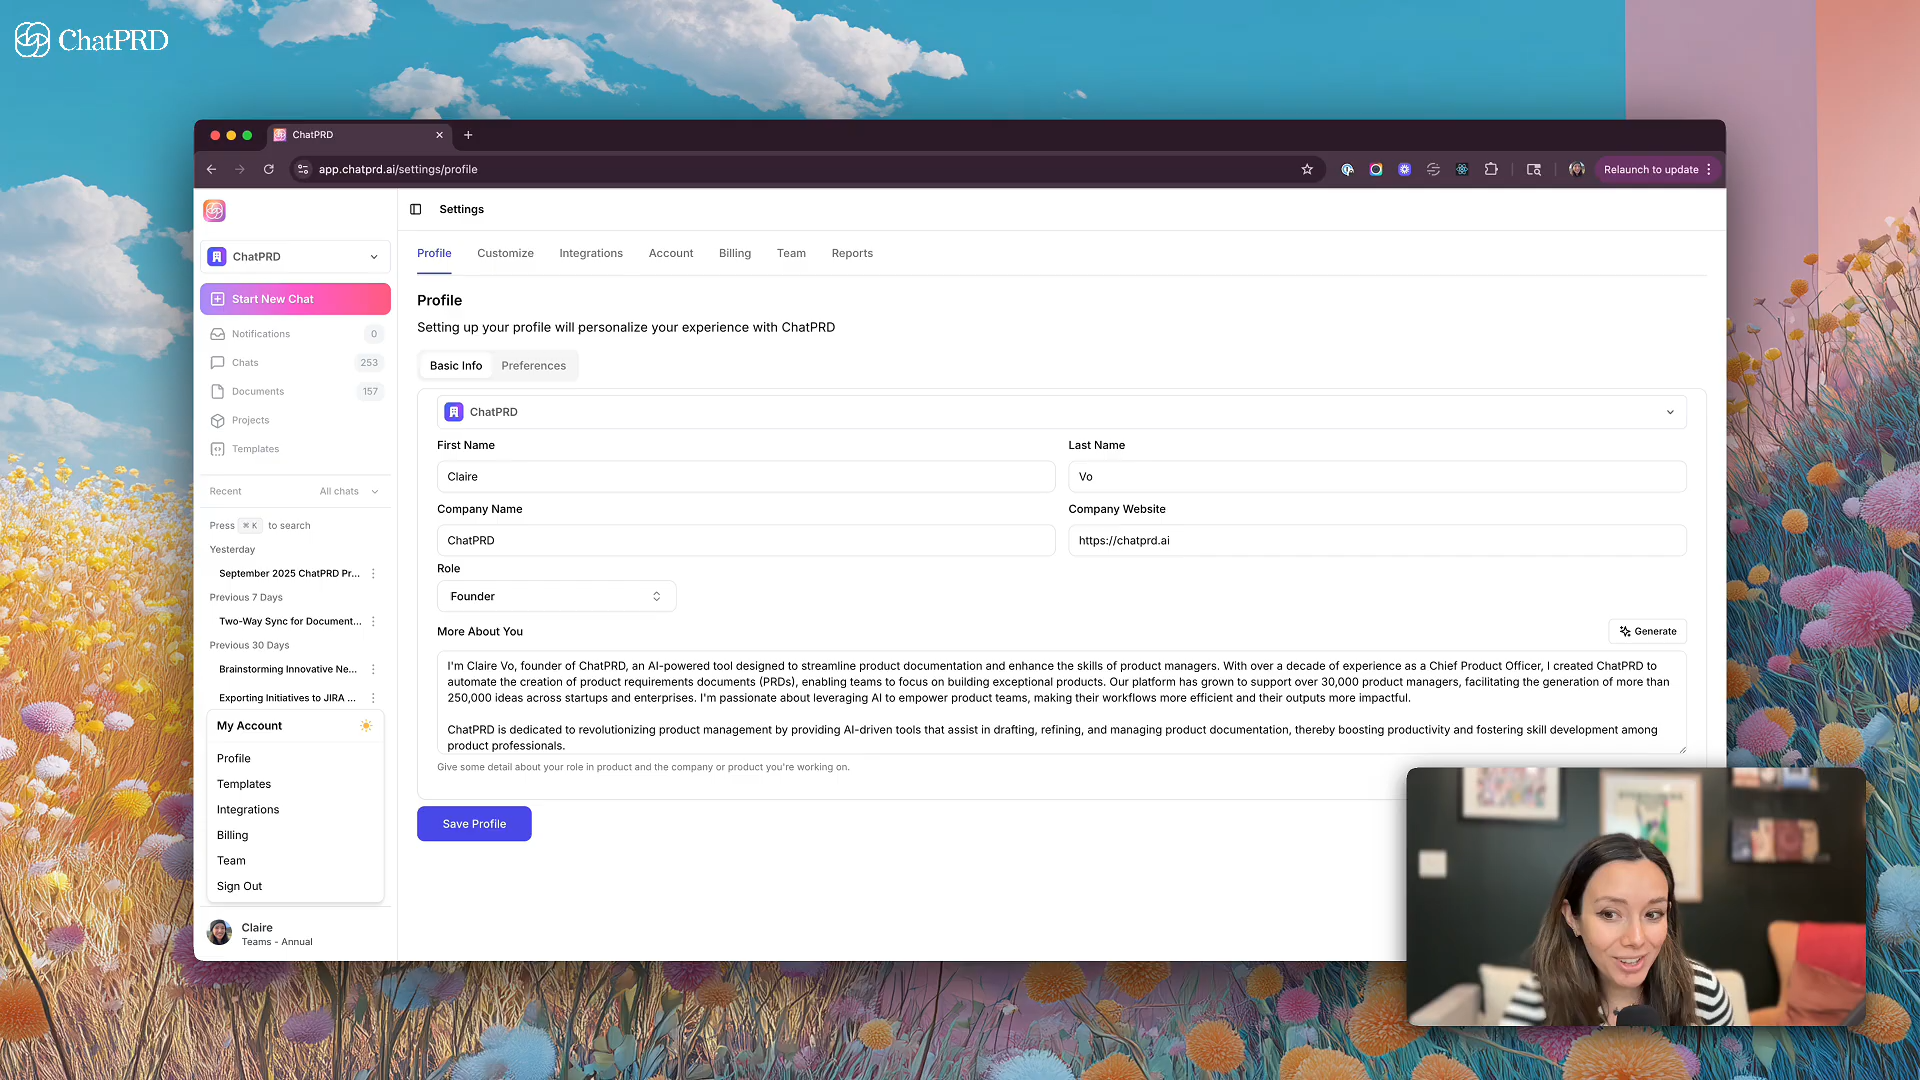 ChatPRD
ChatPRD
app.chatprd.ai/settings/profile
Relaunch to update
Settings
ChatPRD
Start New Chat
Notifications 0
Chats 253
Documents 157
Projects
Templates
Recent All chats
Press ⌘ K to search
Yesterday
September 2025 ChatPRD Pr...
Previous 7 Days
Two-Way Sync for Document...
Previous 30 Days
Brainstorming Innovative Ne...
Exporting Initiatives to JIRA ...
My Account
Profile
Templates
Integrations
Billing
Team
Sign Out
Claire
Teams - Annual
Profile Customize Integrations Account Billing Team Reports
Profile
Setting up your profile will personalize your experience with ChatPRD
Basic Info Preferences
ChatPRD
First Name Last Name
Claire Vo
Company Name Company Website
ChatPRD https://chatprd.ai
Role
Founder
More About You Generate
I'm Claire Vo, founder of ChatPRD, an AI-powered tool designed to streamline product documentation and enhance the skills of product managers. With over a decade of experience as a Chief Product Officer, I created ChatPRD to
automate the creation of product requirements documents (PRDs), enabling teams to focus on building exceptional products. Our platform has grown to support over 30,000 product managers, facilitating the generation of more than
250,000 ideas across startups and enterprises. I'm passionate about leveraging AI to empower product teams, making their workflows more efficient and their outputs more impactful.
ChatPRD is dedicated to revolutionizing product management by providing AI-driven tools that assist in drafting, refining, and managing product documentation, thereby boosting productivity and fostering skill development among
product professionals.
Give some detail about your role in product and the company or product you're working on.
Save Profile